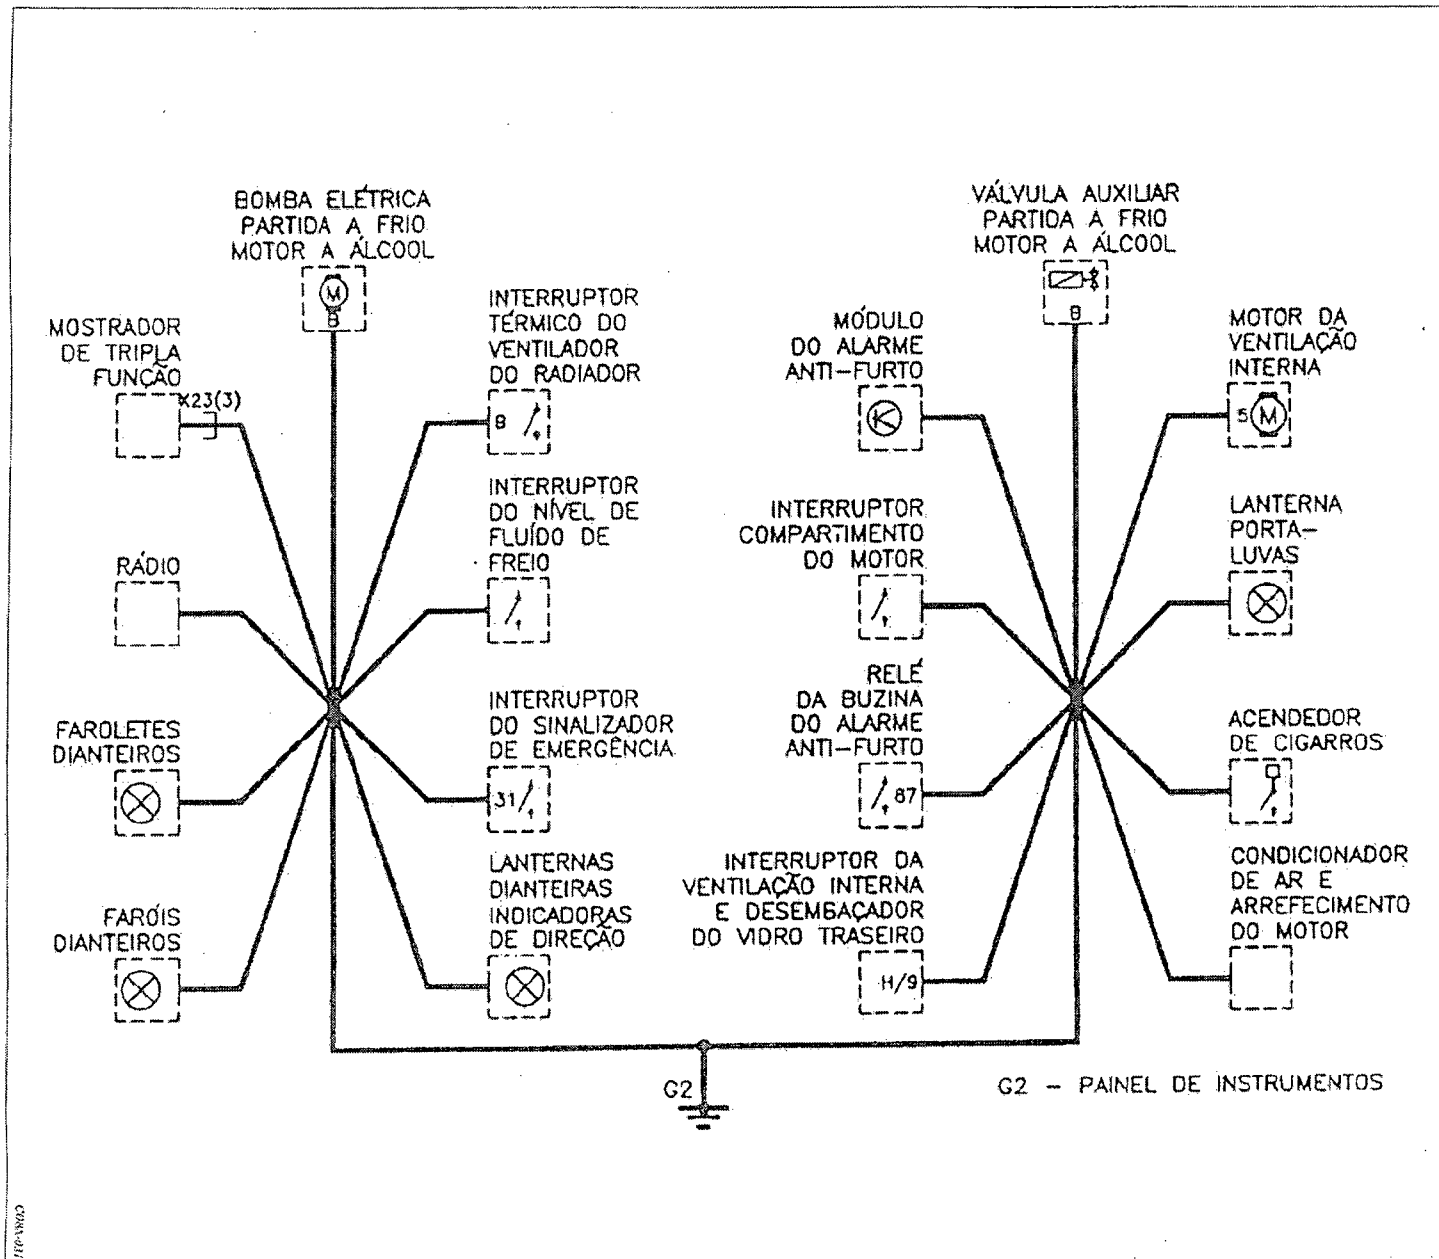 BOMBA ELÉTRICA
PARTIDA A FRIO
MOTOR A ÁLCOOL
M
B
MOSTRADOR
DE TRIPLA
FUNÇÃO
X23(3)
INTERRUPTOR
TÉRMICO DO
VENTILADOR
DO RADIADOR
B
RÁDIO
INTERRUPTOR
DO NÍVEL DE
FLUÍDO DE
FREIO
FAROLETES
DIANTEIROS
INTERRUPTOR
DO SINALIZADOR
DE EMERGÊNCIA
31
FARÓIS
DIANTEIROS
LANTERNAS
DIANTEIRAS
INDICADORAS
DE DIREÇÃO
VÁLVULA AUXILIAR
PARTIDA A FRIO
MOTOR A ÁLCOOL
B
MÓDULO
DO ALARME
ANTI-FURTO
MOTOR DA
VENTILAÇÃO
INTERNA
5 M
INTERRUPTOR
COMPARTIMENTO
DO MOTOR
LANTERNA
PORTA-
LUVAS
RELÉ
DA BUZINA
DO ALARME
ANTI-FURTO
87
ACENDEDOR
DE CIGARROS
INTERRUPTOR DA
VENTILAÇÃO INTERNA
E DESEMBAÇADOR
DO VIDRO TRASEIRO
H/9
CONDICIONADOR
DE AR E
ARREFECIMENTO
DO MOTOR
G2
G2 - PAINEL DE INSTRUMENTOS